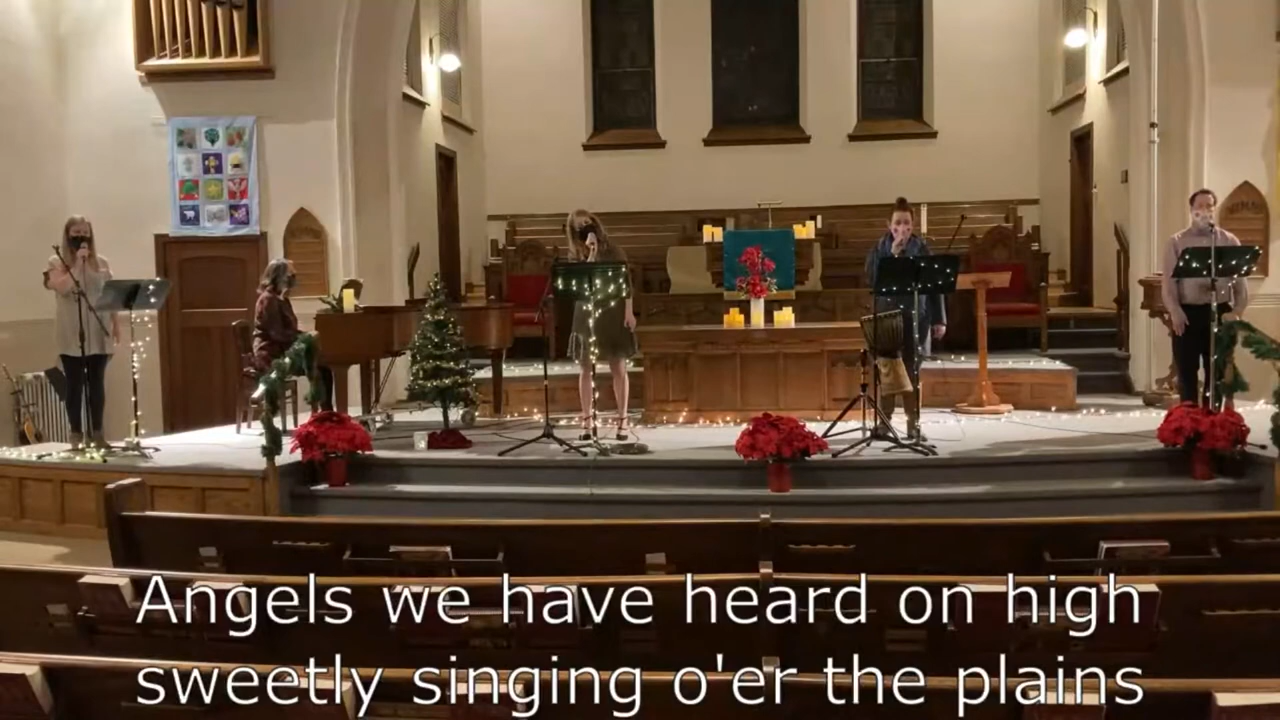 Angels we have heard on high
sweetly singing o'er the plains